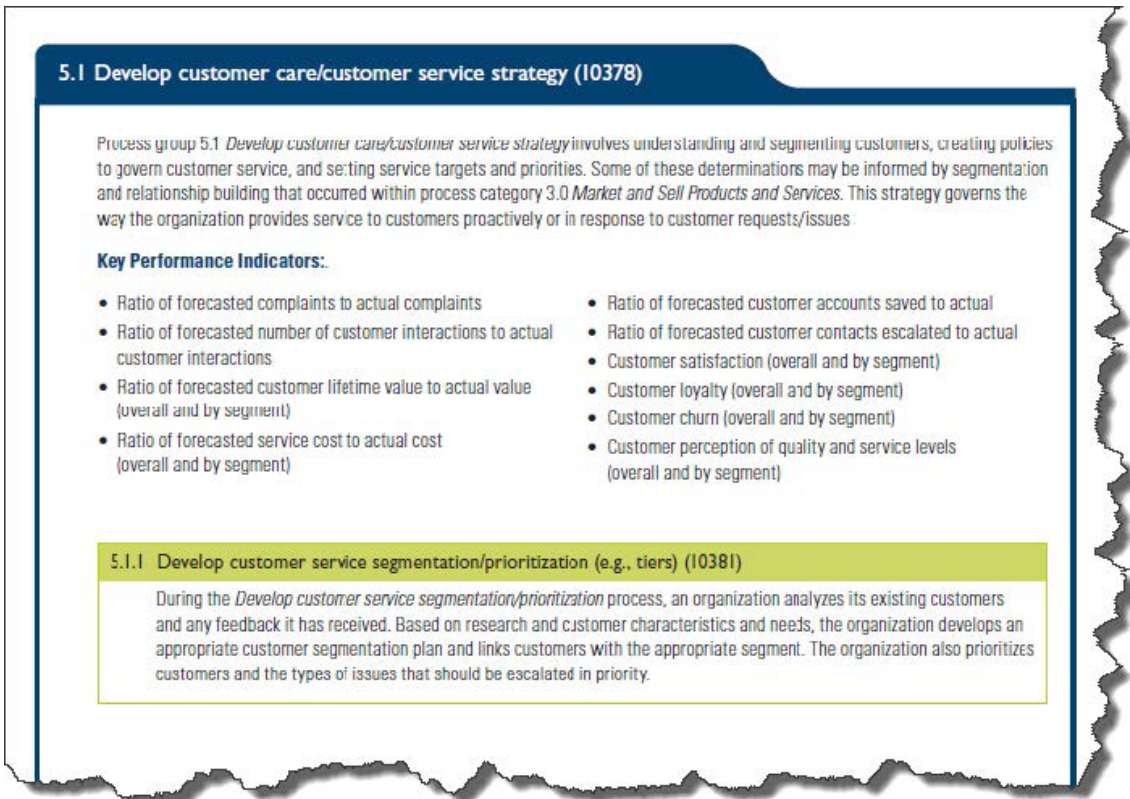 5.1 Develop customer care/customer service strategy (10378)
Process group 5.1 Develop customer care/customer service strategy involves understanding and segmenting customers, creating policies
to govern customer service, and setting service targets and priorities. Some of these determinations may be informed by segmentation
and relationship building that occurred within process category 3.0 Market and Sell Products and Services. This strategy governs the
way the organization provides service to customers proactively or in response to customer requests/issues
Key Performance Indicators:
• Ratio of forecasted complaints to actual complaints
• Ratio of forecasted number of customer interactions to actual
customer interactions
• Ratio of forecasted customer lifetime value to actual value
(overall and by segment)
• Ratio of forecasted service cost to actual cost
(overall and by segment)
• Ratio of forecasted customer accounts saved to actual
• Ratio of forecasted customer contacts escalated to actual
• Customer satisfaction (overall and by segment)
• Customer loyalty (overall and by segment)
• Customer churn (overall and by segment)
• Customer perception of quality and service levels
(overall and by segment)
5.1.1 Develop customer service segmentation/prioritization (e.g., tiers) (10381)
During the Develop customer service segmentation/prioritization process, an organization analyzes its existing customers
and any feedback it has received. Based on research and customer characteristics and needs, the organization develops an
appropriate customer segmentation plan and links customers with the appropriate segment. The organization also prioritizes
customers and the types of issues that should be escalated in priority.